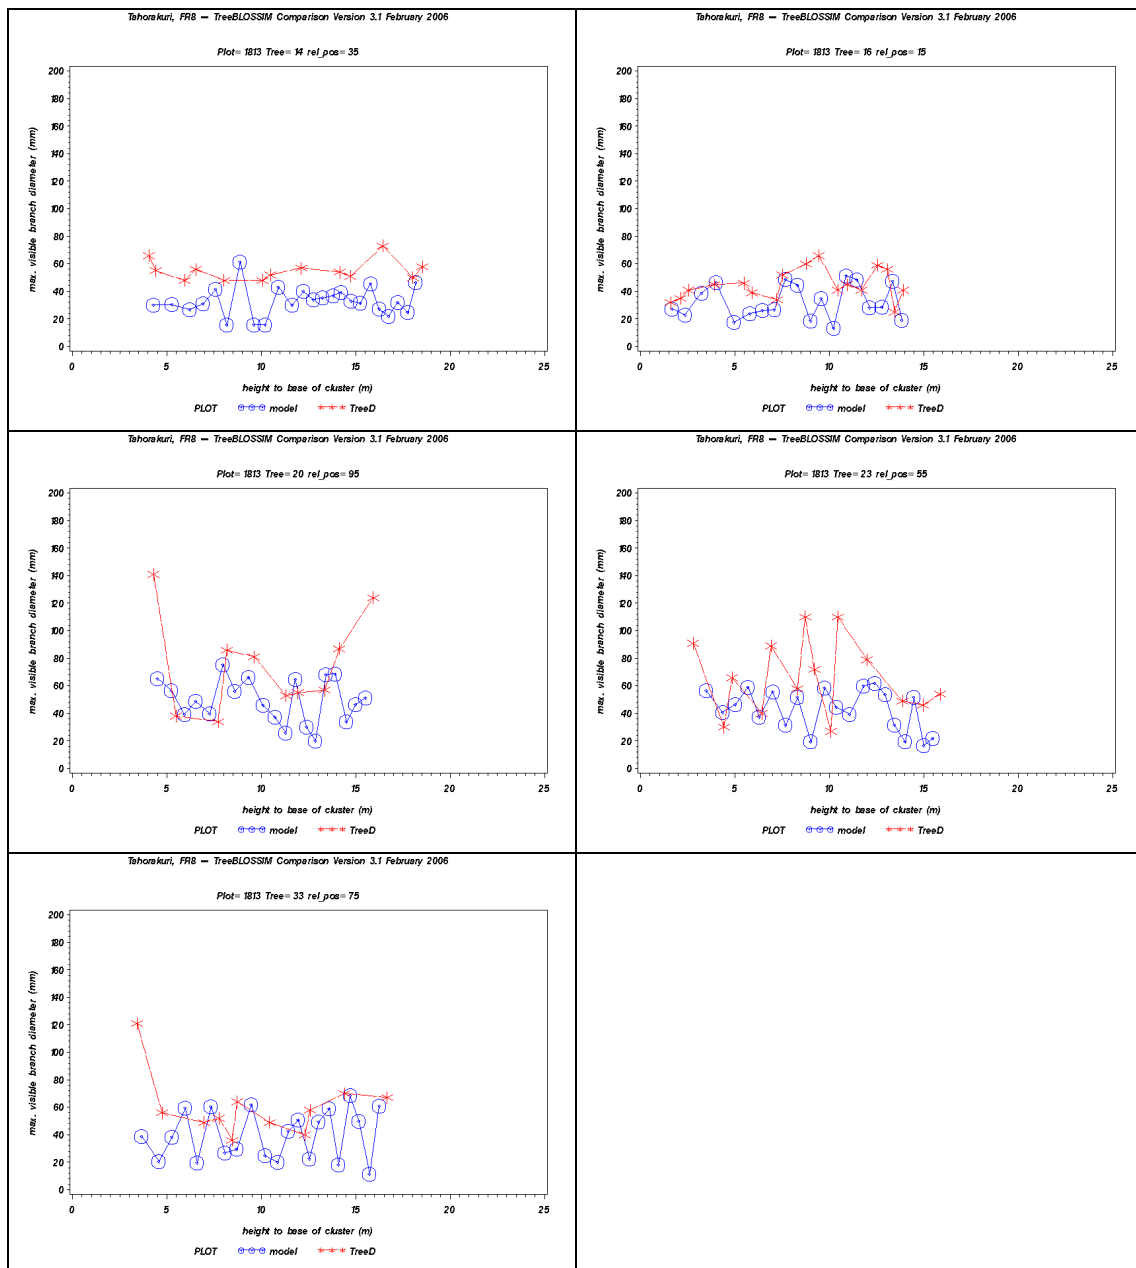 Tahorakuri, FR8 — TreeBLOSSIM Comparison Version 3.1 February 2006
Plot= 1813 Tree= 14 rel_pos= 35
max. visible branch diameter (mm)
200
180
160
140
120
100
80
60
40
20
0
0 5 10 15 20 25
height to base of cluster (m)
PLOT model TreeD
Tahorakuri, FR8 — TreeBLOSSIM Comparison Version 3.1 February 2006
Plot= 1813 Tree= 16 rel_pos= 15
max. visible branch diameter (mm)
200
180
160
140
120
100
80
60
40
20
0
0 5 10 15 20 25
height to base of cluster (m)
PLOT model TreeD
Tahorakuri, FR8 — TreeBLOSSIM Comparison Version 3.1 February 2006
Plot= 1813 Tree= 20 rel_pos= 95
max. visible branch diameter (mm)
200
180
160
140
120
100
80
60
40
20
0
0 5 10 15 20 25
height to base of cluster (m)
PLOT model TreeD
Tahorakuri, FR8 — TreeBLOSSIM Comparison Version 3.1 February 2006
Plot= 1813 Tree= 23 rel_pos= 55
max. visible branch diameter (mm)
200
180
160
140
120
100
80
60
40
20
0
0 5 10 15 20 25
height to base of cluster (m)
PLOT model TreeD
Tahorakuri, FR8 — TreeBLOSSIM Comparison Version 3.1 February 2006
Plot= 1813 Tree= 33 rel_pos= 75
max. visible branch diameter (mm)
200
180
160
140
120
100
80
60
40
20
0
0 5 10 15 20 25
height to base of cluster (m)
PLOT model TreeD